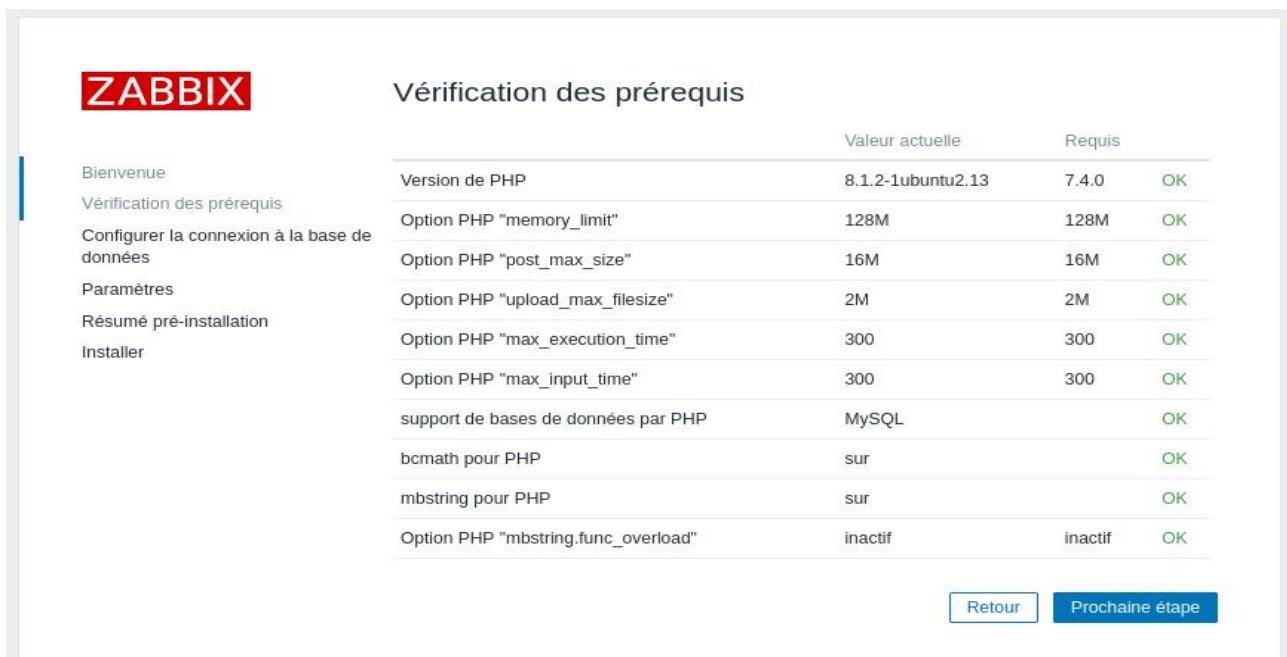 ZABBIX
Bienvenue
Vérification des prérequis
Configurer la connexion à la base de
données
Paramètres
Résumé pré-installation
Installer
Vérification des prérequis
Valeur actuelle Requis
Version de PHP 8.1.2-1ubuntu2.13 7.4.0 OK
Option PHP "memory_limit" 128M 128M OK
Option PHP "post_max_size" 16M 16M OK
Option PHP "upload_max_filesize" 2M 2M OK
Option PHP "max_execution_time" 300 300 OK
Option PHP "max_input_time" 300 300 OK
support de bases de données par PHP MySQL OK
bcmath pour PHP sur OK
mbstring pour PHP sur OK
Option PHP "mbstring.func_overload" inactif inactif OK
Retour Prochaine étape